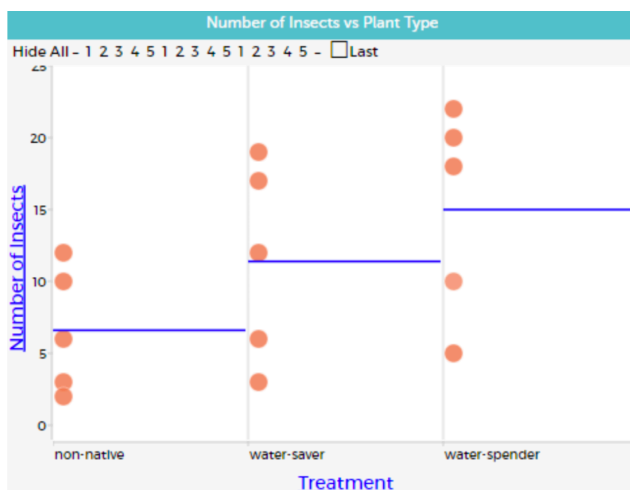 Number of Insects vs Plant Type
Hide All – 1 2 3 4 5 1 2 3 4 5 1 2 3 4 5 – Last
25
20
15
10
5
0
Number of Insects
non-native water-saver water-spender
Treatment